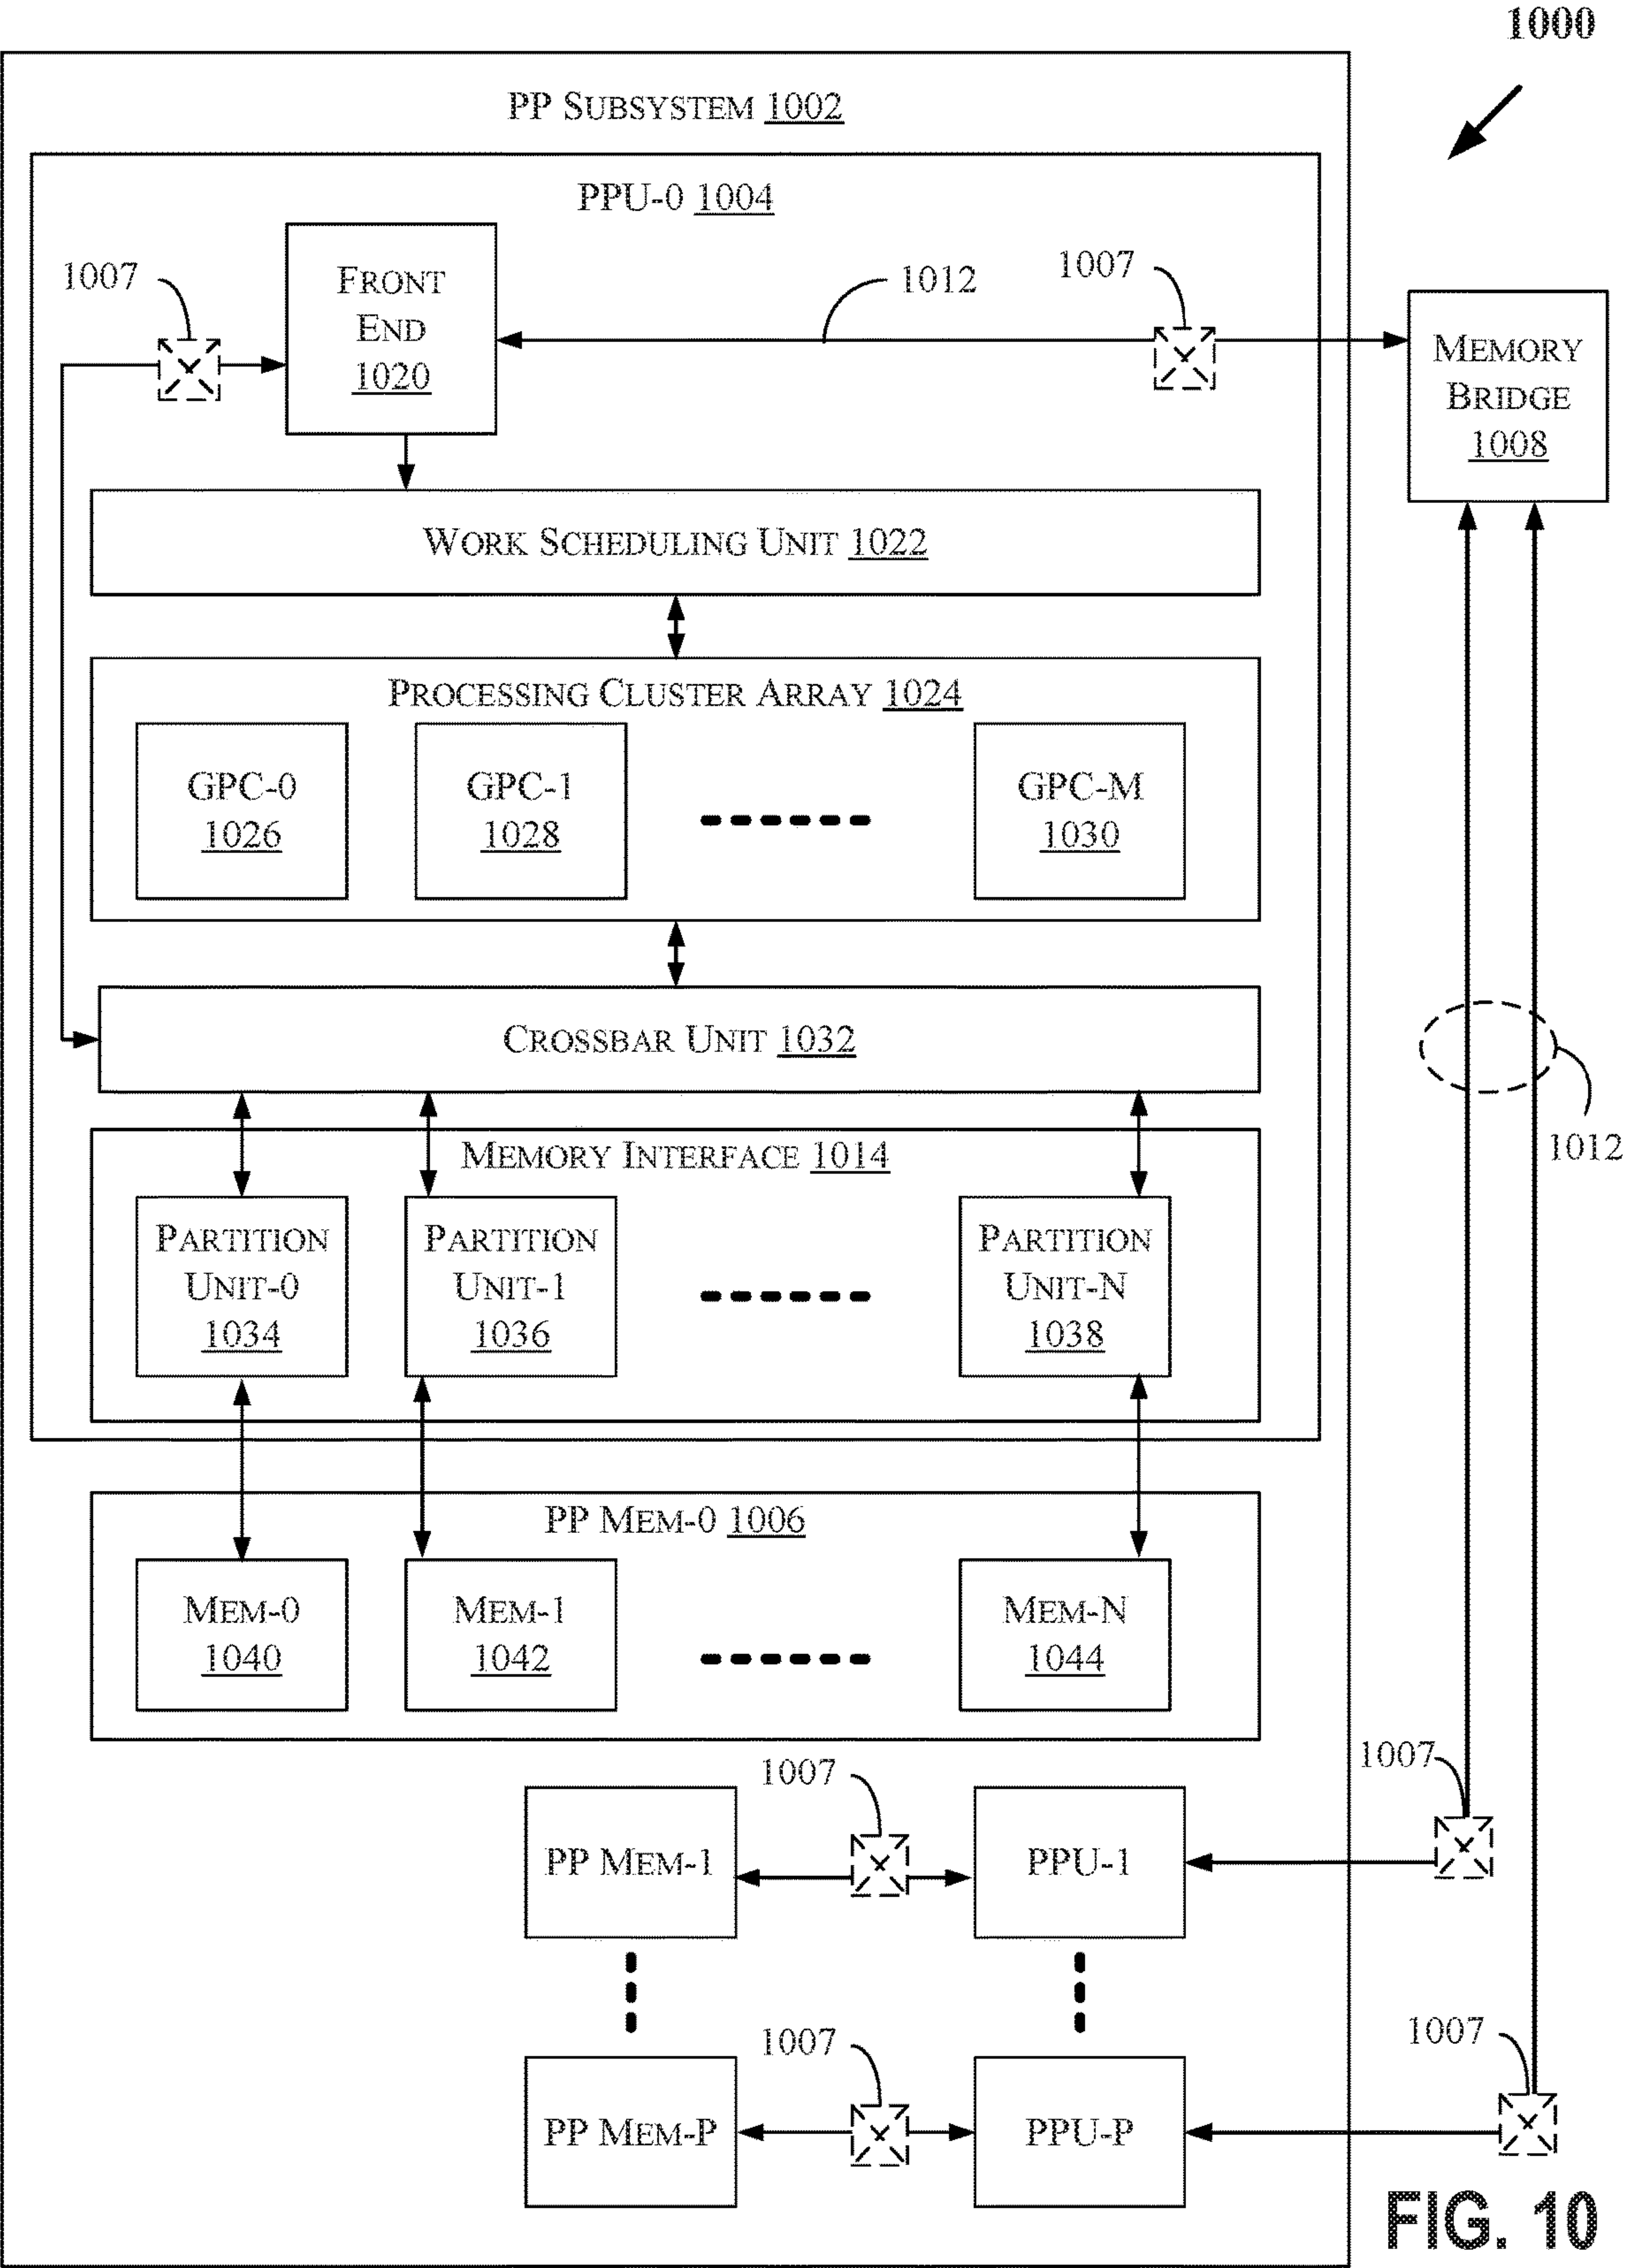 1000
PP SUBSYSTEM 1002
PPU-0 1004
1007
FRONT
END
1020
1012
1007
MEMORY
BRIDGE
1008
WORK SCHEDULING UNIT 1022
PROCESSING CLUSTER ARRAY 1024
GPC-0
1026
GPC-1
1028
GPC-M
1030
CROSSBAR UNIT 1032
1012
MEMORY INTERFACE 1014
PARTITION
UNIT-0
1034
PARTITION
UNIT-1
1036
PARTITION
UNIT-N
1038
PP MEM-0 1006
MEM-0
1040
MEM-1
1042
MEM-N
1044
1007
1007
PP MEM-1
PPU-1
1007
1007
PP MEM-P
PPU-P
FIG. 10